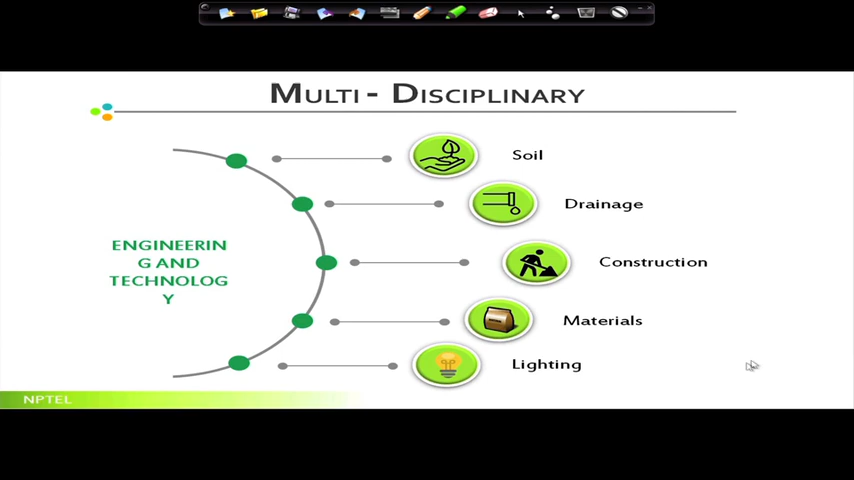 MULTI - DISCIPLINARY
Soil
Drainage
ENGINEERIN
G AND
TECHNOLOG
Y
Construction
Materials
Lighting
NPTEL